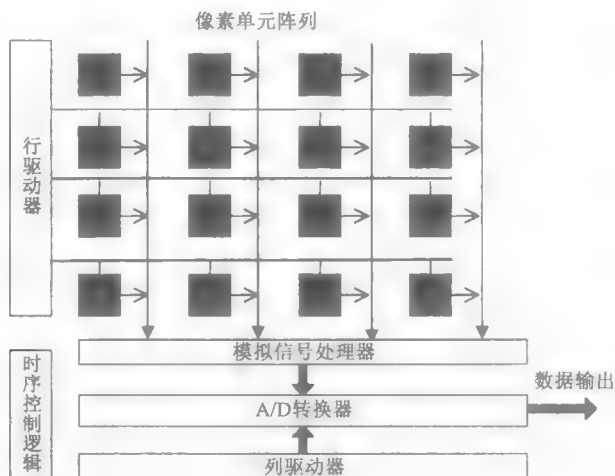 像素单元阵列
行驱动器
模拟信号处理器
时序控制逻辑
数据输出
A/D转换器
列驱动器